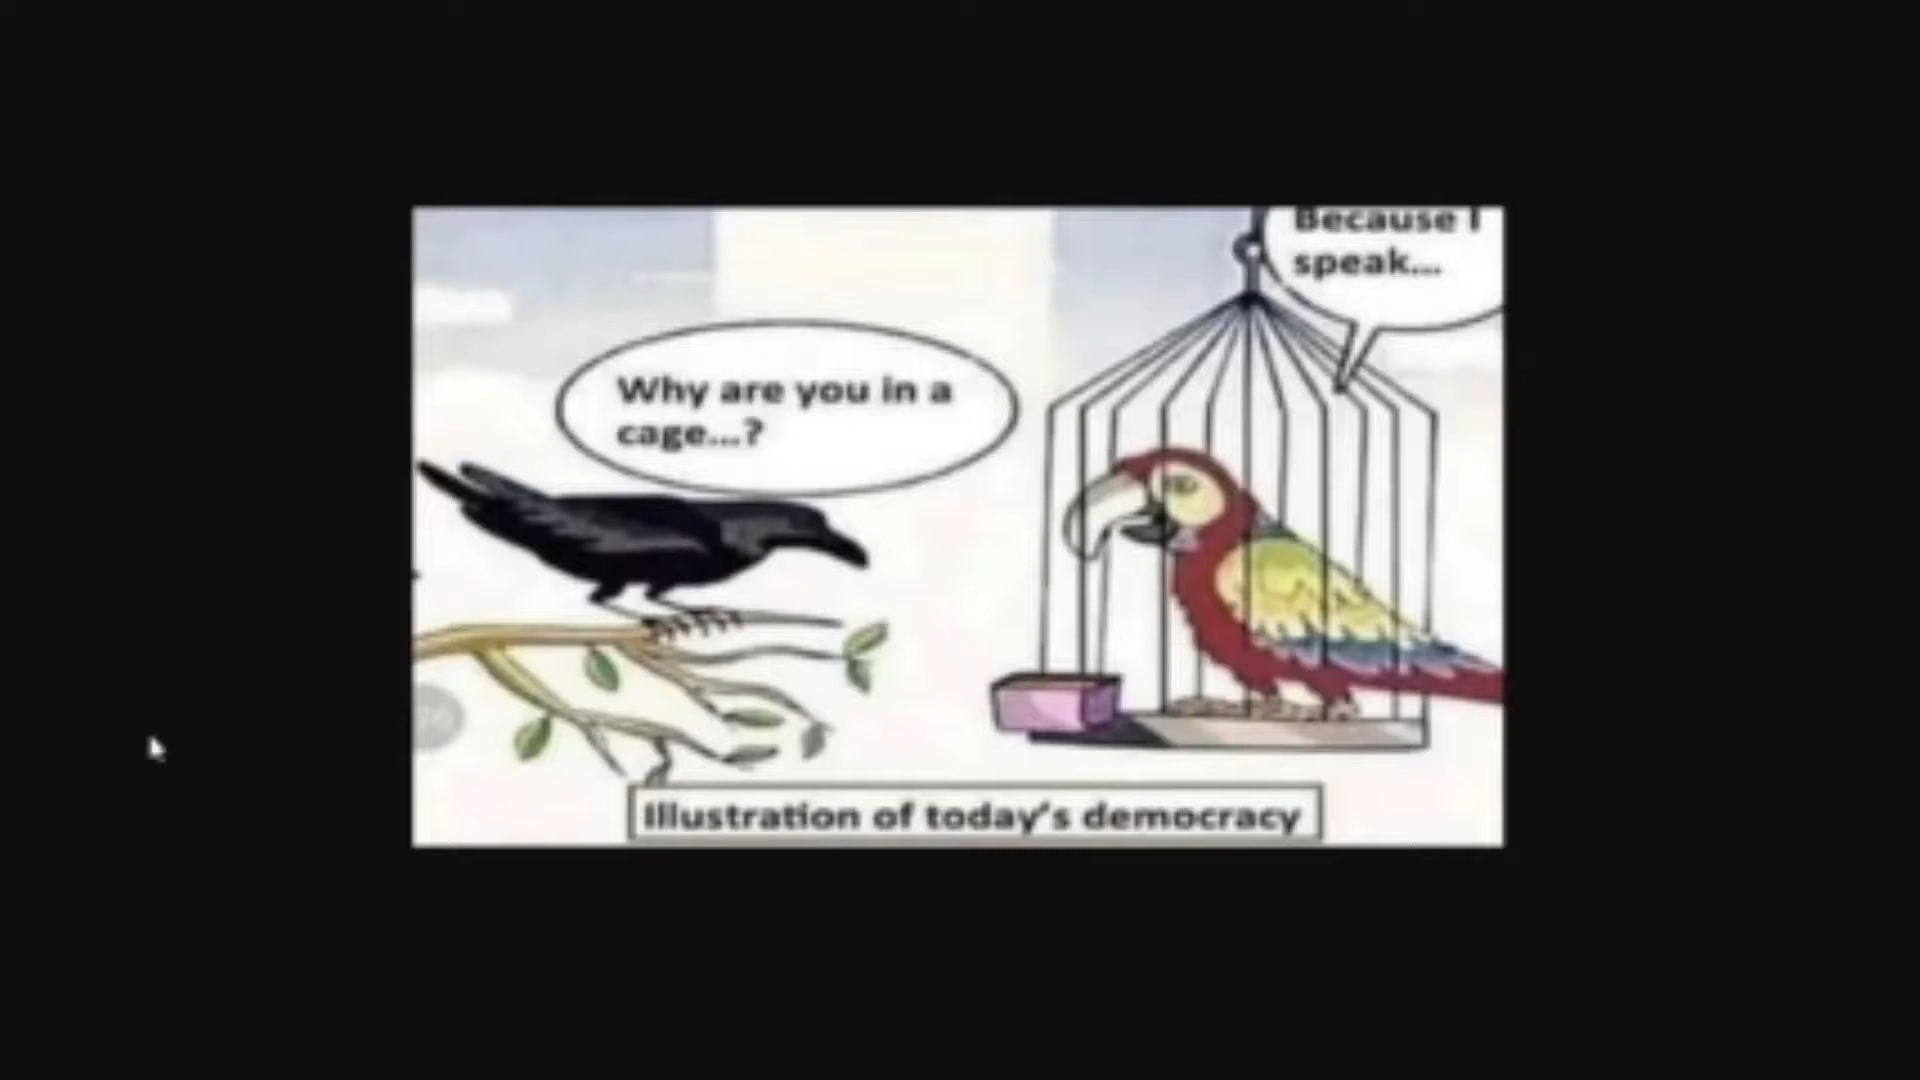 Because I
speak...
Why are you in a
cage...?
Illustration of today's democracy